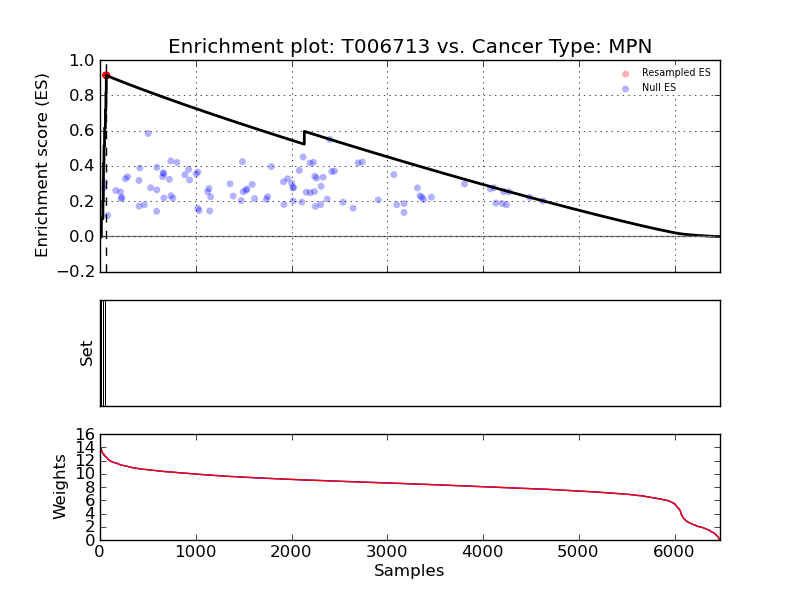 Enrichment plot: T006713 vs. Cancer Type: MPN
Enrichment score (ES)
1.0
0.8
0.6
0.4
0.2
0.0
−0.2
Resampled ES
Null ES
Set
Weights
16
14
12
10
8
6
4
2
0
0 1000 2000 3000 4000 5000 6000
Samples